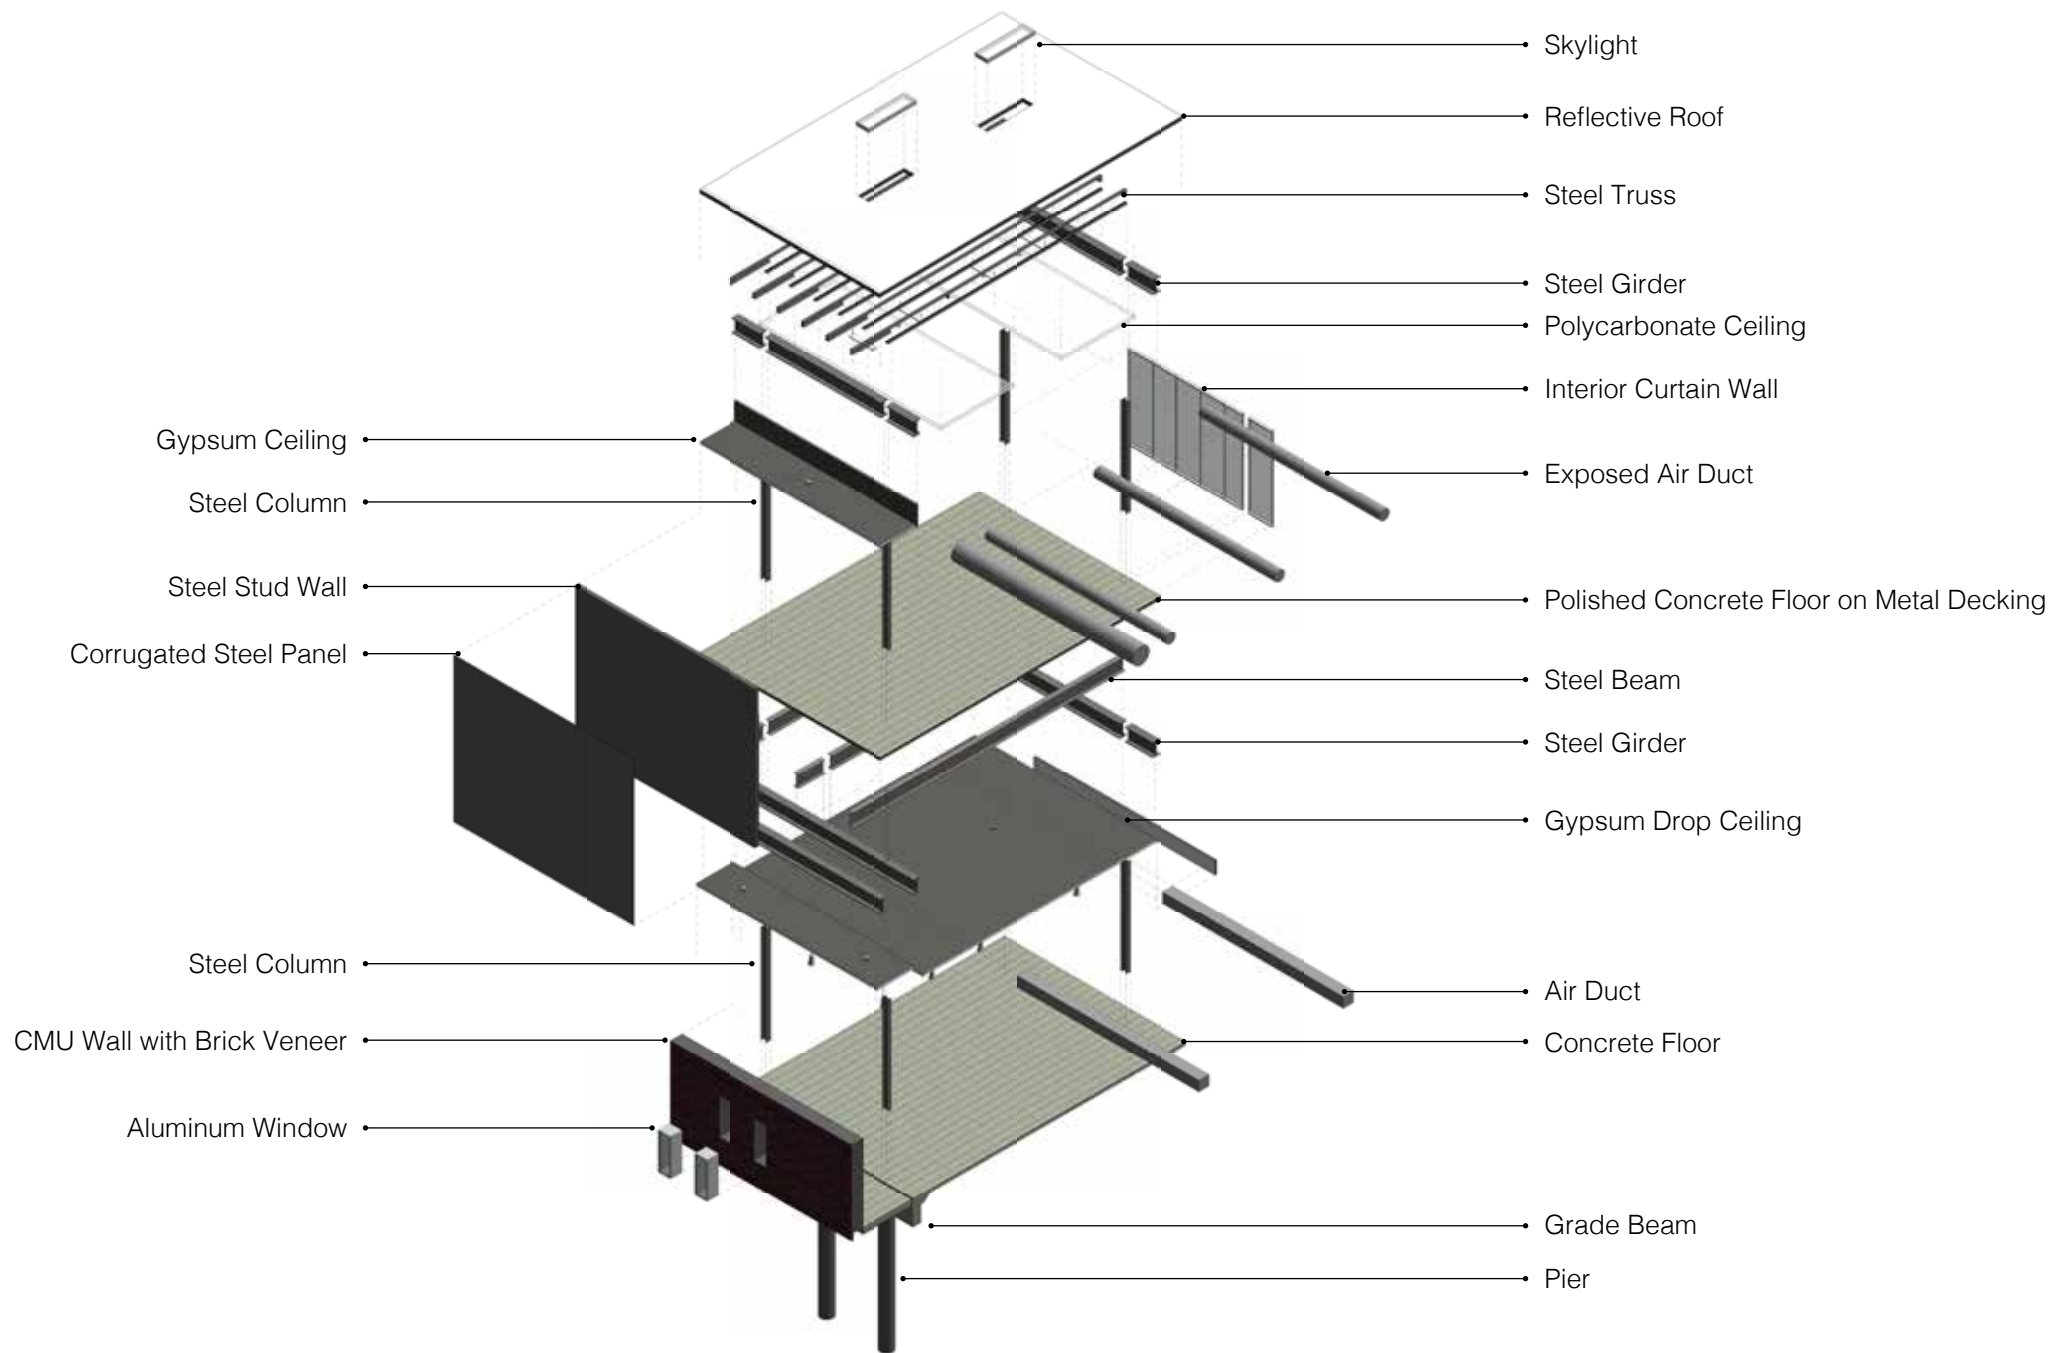 Skylight
Reflective Roof
Steel Truss
Steel Girder
Polycarbonate Ceiling
Interior Curtain Wall
Gypsum Ceiling
Exposed Air Duct
Steel Column
Steel Stud Wall
Polished Concrete Floor on Metal Decking
Corrugated Steel Panel
Steel Beam
Steel Girder
Gypsum Drop Ceiling
Steel Column
Air Duct
CMU Wall with Brick Veneer
Concrete Floor
Aluminum Window
Grade Beam
Pier